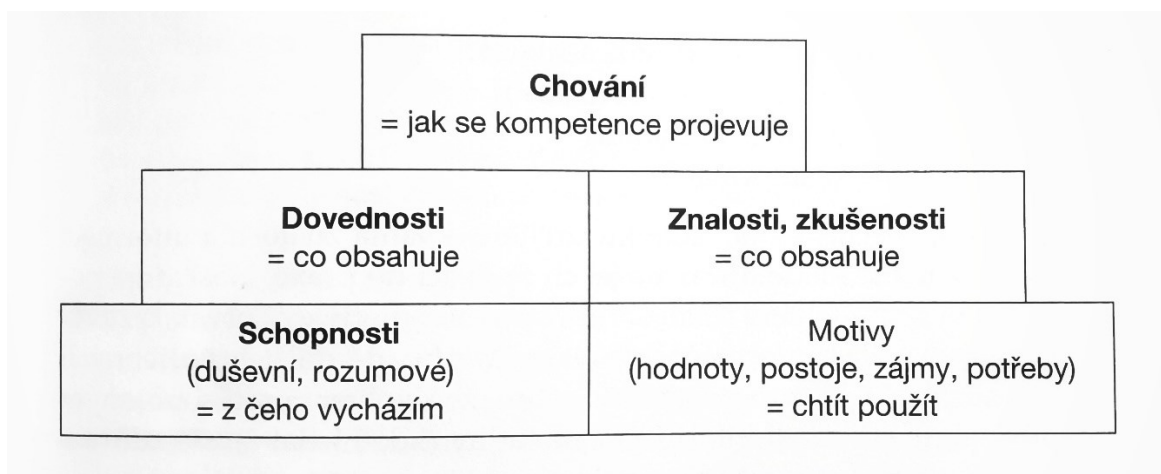 Chování
= jak se kompetence projevuje
Dovednosti
= co obsahuje
Znalosti, zkušenosti
= co obsahuje
Schopnosti
(duševní, rozumové)
= z čeho vycházím
Motivy
(hodnoty, postoje, zájmy, potřeby)
= chtít použít